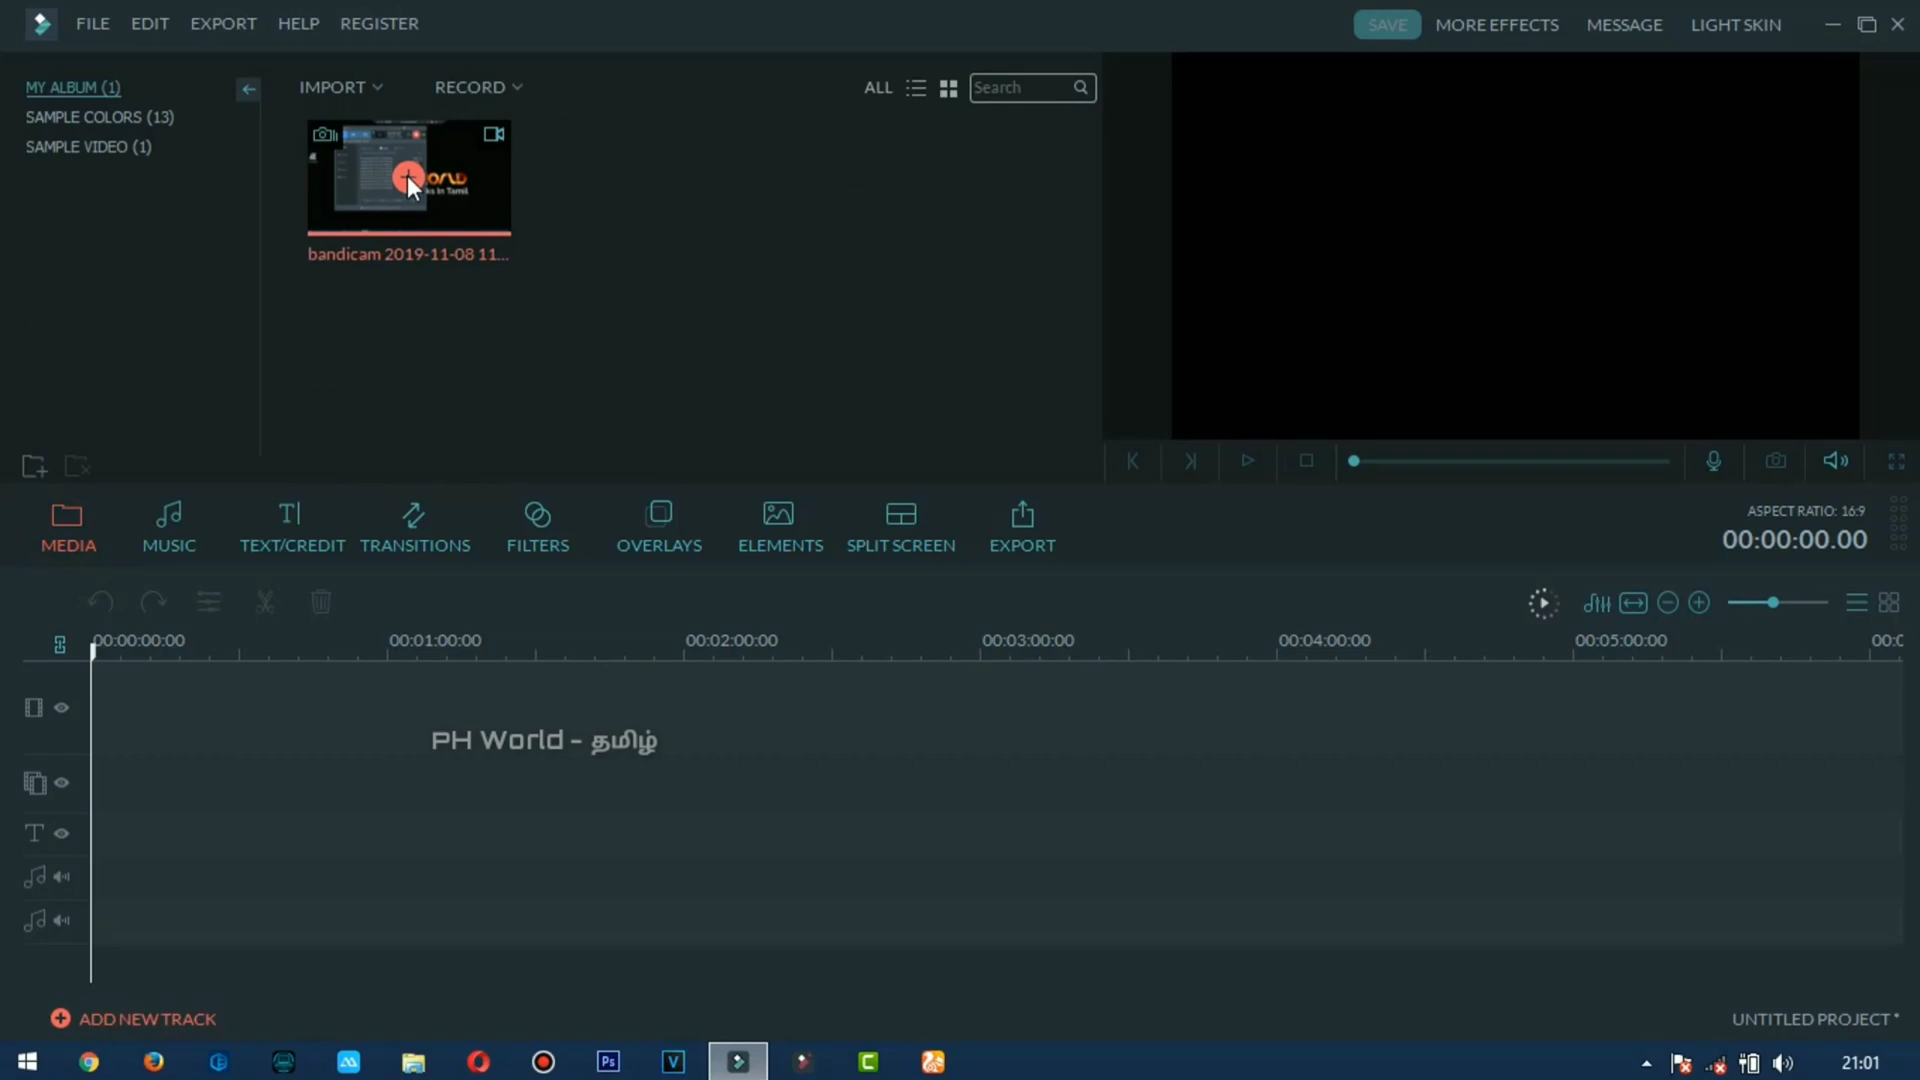 FILE EDIT EXPORT HELP REGISTER SAVE MORE EFFECTS MESSAGE LIGHT SKIN
MY ALBUM (1) IMPORT RECORD ALL Search
SAMPLE COLORS (13)
SAMPLE VIDEO (1)
ks In Tamil
bandicam 2019-11-08 11...
MEDIA MUSIC TEXT/CREDIT TRANSITIONS FILTERS OVERLAYS ELEMENTS SPLIT SCREEN EXPORT
ASPECT RATIO: 16:9
00:00:00.00
00:00:00:00 00:01:00:00 00:02:00:00 00:03:00:00 00:04:00:00 00:05:00:00 00:0
PH World - தமிழ்
ADD NEW TRACK
UNTITLED PROJECT *
21:01